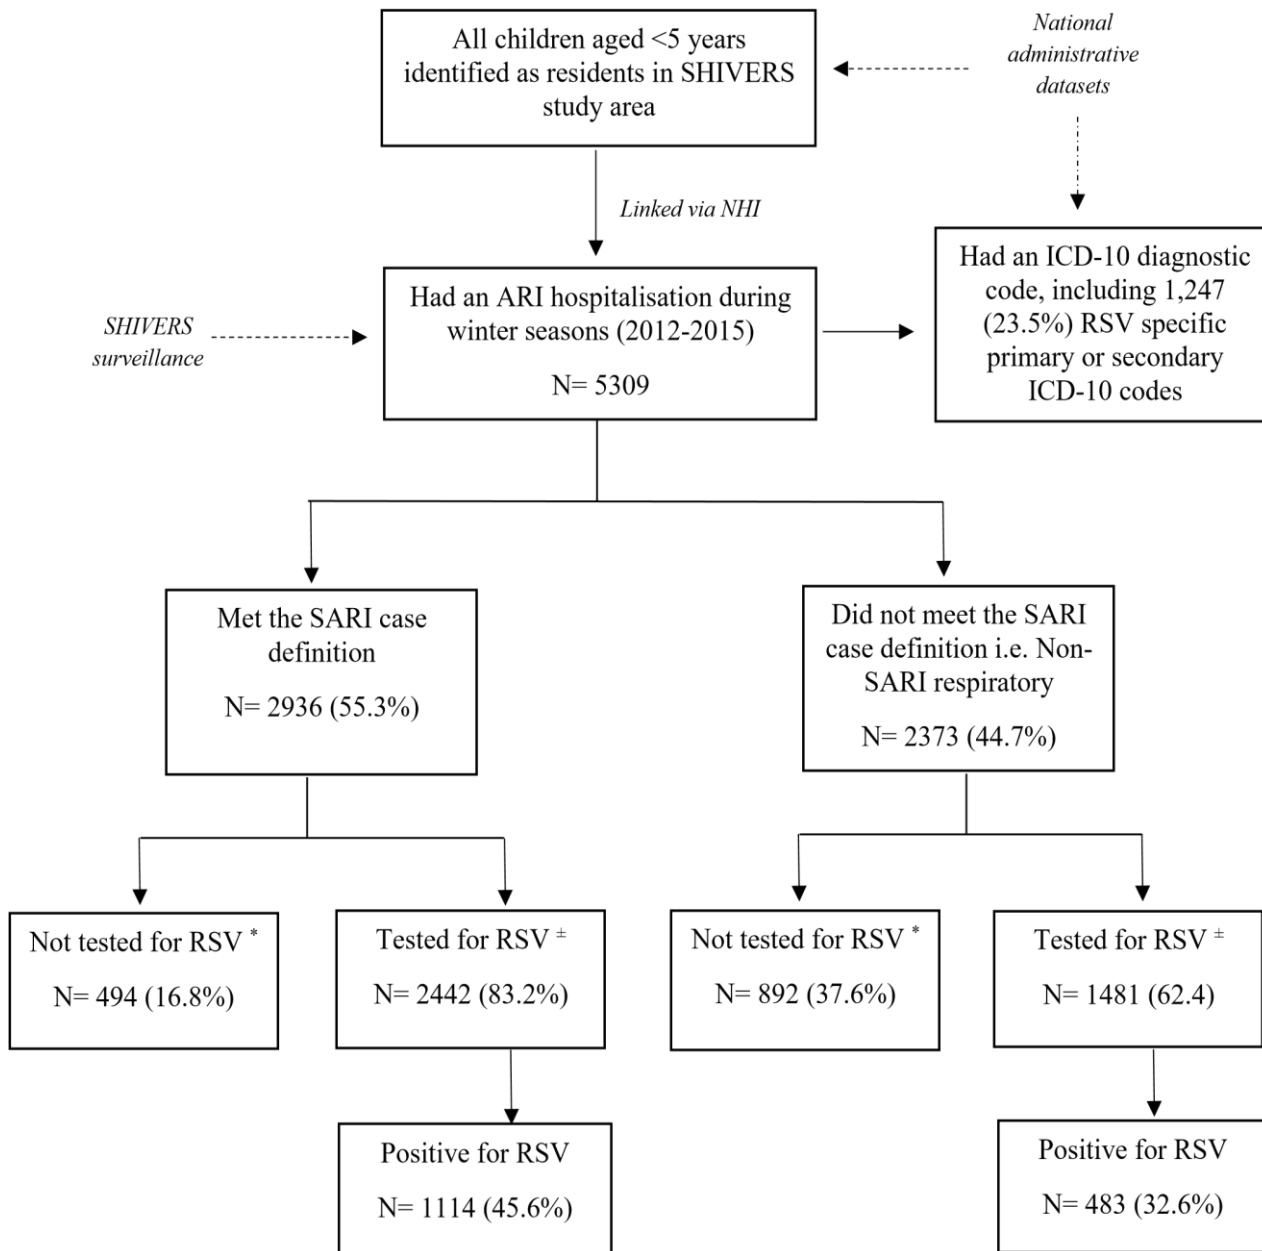 All children aged <5 years
identified as residents in SHIVERS
study area
National
administrative
datasets
Linked via NHI
SHIVERS
surveillance
Had an ARI hospitalisation during
winter seasons (2012-2015)
N= 5309
Had an ICD-10 diagnostic
code, including 1,247
(23.5%) RSV specific
primary or secondary
ICD-10 codes
Met the SARI case
definition
N= 2936 (55.3%)
Did not meet the SARI
case definition i.e. Non-
SARI respiratory
N= 2373 (44.7%)
Not tested for RSV *
N= 494 (16.8%)
Tested for RSV ±
N= 2442 (83.2%)
Not tested for RSV *
N= 892 (37.6%)
Tested for RSV ±
N= 1481 (62.4)
Positive for RSV
N= 1114 (45.6%)
Positive for RSV
N= 483 (32.6%)